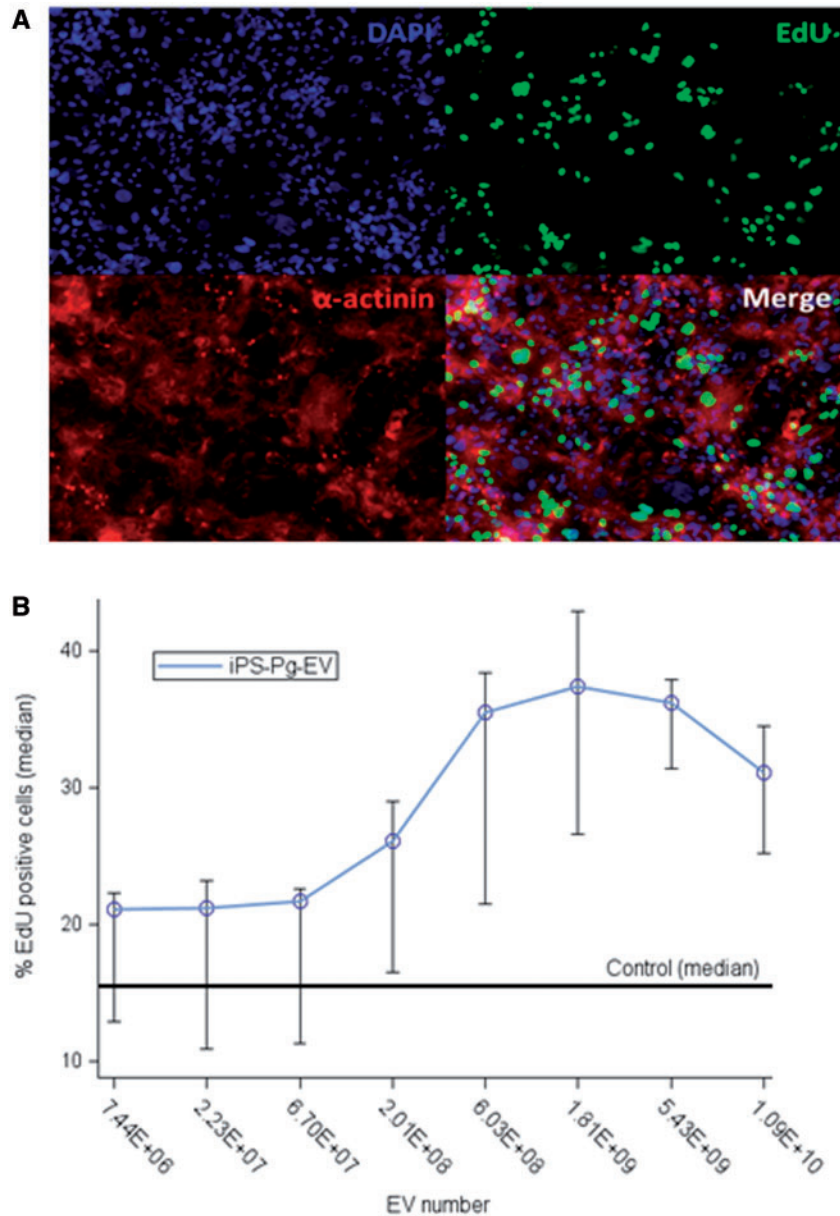 A
DAPI
EdU
α-actinin
Merge
B
% EdU positive cells (median)
40
30
20
10
iPS-Pg-EV
Control (median)
7.44E+06
2.23E+07
6.70E+07
2.01E+08
6.03E+08
1.81E+09
5.43E+09
1.09E+10
EV number